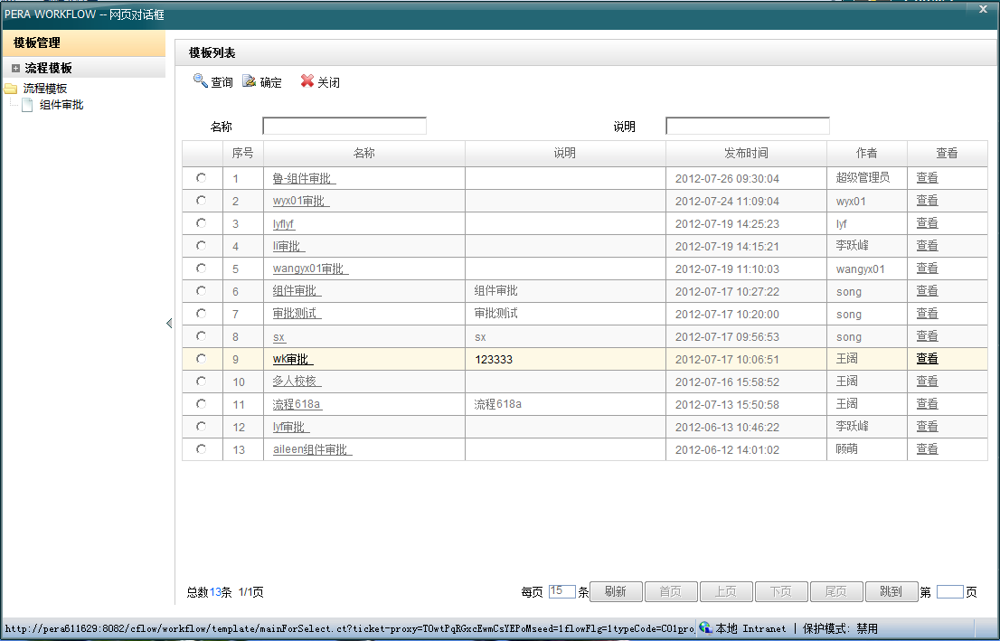 PERA WORKFLOW -- 网页对话框
模板管理
流程模板
流程模板
组件审批
模板列表
查询 确定 关闭
名称 说明
序号 名称 说明 发布时间 作者 查看
1 鲁-组件审批 2012-07-26 09:30:04 超级管理员 查看
2 wyx01审批 2012-07-24 11:09:04 wyx01 查看
3 lyflyf 2012-07-19 14:25:23 lyf 查看
4 li审批 2012-07-19 14:15:21 李跃峰 查看
5 wangyx01审批 2012-07-19 11:10:03 wangyx01 查看
6 组件审批 组件审批 2012-07-17 10:27:22 song 查看
7 审批测试 审批测试 2012-07-17 10:20:00 song 查看
8 sx sx 2012-07-17 09:56:53 song 查看
9 wk审批 123333 2012-07-17 10:06:51 王阔 查看
10 多人校核 2012-07-16 15:58:52 王阔 查看
11 流程618a 流程618a 2012-07-13 15:50:58 王阔 查看
12 lyf审批 2012-06-13 10:46:22 李跃峰 查看
13 aileen组件审批 2012-06-12 14:01:02 顾萌 查看
总数13条 1/1页 每页 15 条 刷新 首页 上页 下页 尾页 跳到 第 页
http://pera611629:8082/cflow/workflow/template/mainForSelect.ct?ticket-proxy=TOwtPqRGxcEwmCsYEPoMseed=1flowFlg=1typeCode=CO1pro 本地 Intranet | 保护模式: 禁用